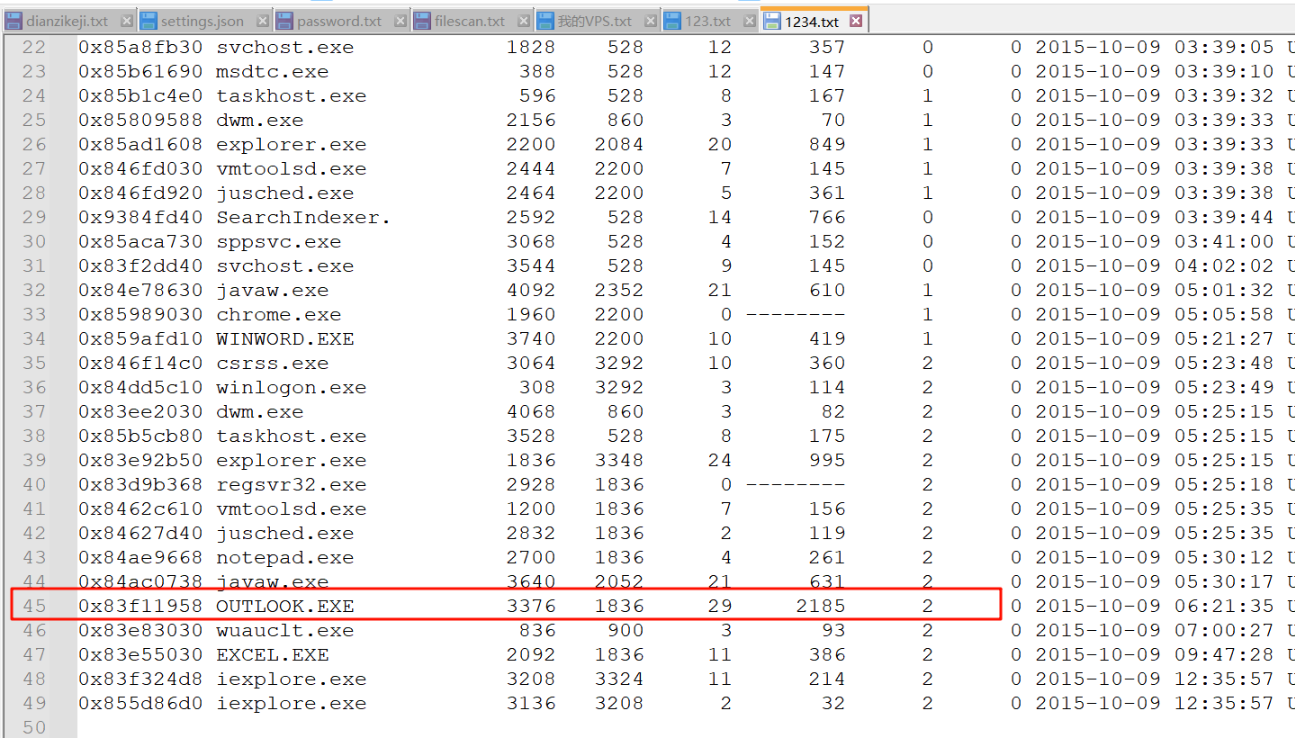 dianzikeji.txt settings.json password.txt filescan.txt 我的VPS.txt 123.txt 1234.txt
22 0x85a8fb30 svchost.exe 1828 528 12 357 0 0 2015-10-09 03:39:05 U
23 0x85b61690 msdtc.exe 388 528 12 147 0 0 2015-10-09 03:39:10 U
24 0x85b1c4e0 taskhost.exe 596 528 8 167 1 0 2015-10-09 03:39:32 U
25 0x85809588 dwm.exe 2156 860 3 70 1 0 2015-10-09 03:39:33 U
26 0x85ad1608 explorer.exe 2200 2084 20 849 1 0 2015-10-09 03:39:33 U
27 0x846fd030 vmtoolsd.exe 2444 2200 7 145 1 0 2015-10-09 03:39:38 U
28 0x846fd920 jusched.exe 2464 2200 5 361 1 0 2015-10-09 03:39:38 U
29 0x9384fd40 SearchIndexer. 2592 528 14 766 0 0 2015-10-09 03:39:44 U
30 0x85aca730 sppsvc.exe 3068 528 4 152 0 0 2015-10-09 03:41:00 U
31 0x83f2dd40 svchost.exe 3544 528 9 145 0 0 2015-10-09 04:02:02 U
32 0x84e78630 javaw.exe 4092 2352 21 610 1 0 2015-10-09 05:01:32 U
33 0x85989030 chrome.exe 1960 2200 0 -------- 1 0 2015-10-09 05:05:58 U
34 0x859afd10 WINWORD.EXE 3740 2200 10 419 1 0 2015-10-09 05:21:27 U
35 0x846f14c0 csrss.exe 3064 3292 10 360 2 0 2015-10-09 05:23:48 U
36 0x84dd5c10 winlogon.exe 308 3292 3 114 2 0 2015-10-09 05:23:49 U
37 0x83ee2030 dwm.exe 4068 860 3 82 2 0 2015-10-09 05:25:15 U
38 0x85b5cb80 taskhost.exe 3528 528 8 175 2 0 2015-10-09 05:25:15 U
39 0x83e92b50 explorer.exe 1836 3348 24 995 2 0 2015-10-09 05:25:15 U
40 0x83d9b368 regsvr32.exe 2928 1836 0 -------- 2 0 2015-10-09 05:25:18 U
41 0x8462c610 vmtoolsd.exe 1200 1836 7 156 2 0 2015-10-09 05:25:35 U
42 0x84627d40 jusched.exe 2832 1836 2 119 2 0 2015-10-09 05:25:35 U
43 0x84ae9668 notepad.exe 2700 1836 4 261 2 0 2015-10-09 05:30:12 U
44 0x84ac0738 javaw.exe 3640 2052 21 631 2 0 2015-10-09 05:30:17 U
45 0x83f11958 OUTLOOK.EXE 3376 1836 29 2185 2 0 2015-10-09 06:21:35 U
46 0x83e83030 wuauclt.exe 836 900 3 93 2 0 2015-10-09 07:00:27 U
47 0x83e55030 EXCEL.EXE 2092 1836 11 386 2 0 2015-10-09 09:47:28 U
48 0x83f324d8 iexplore.exe 3208 3324 11 214 2 0 2015-10-09 12:35:57 U
49 0x855d86d0 iexplore.exe 3136 3208 2 32 2 0 2015-10-09 12:35:57 U
50